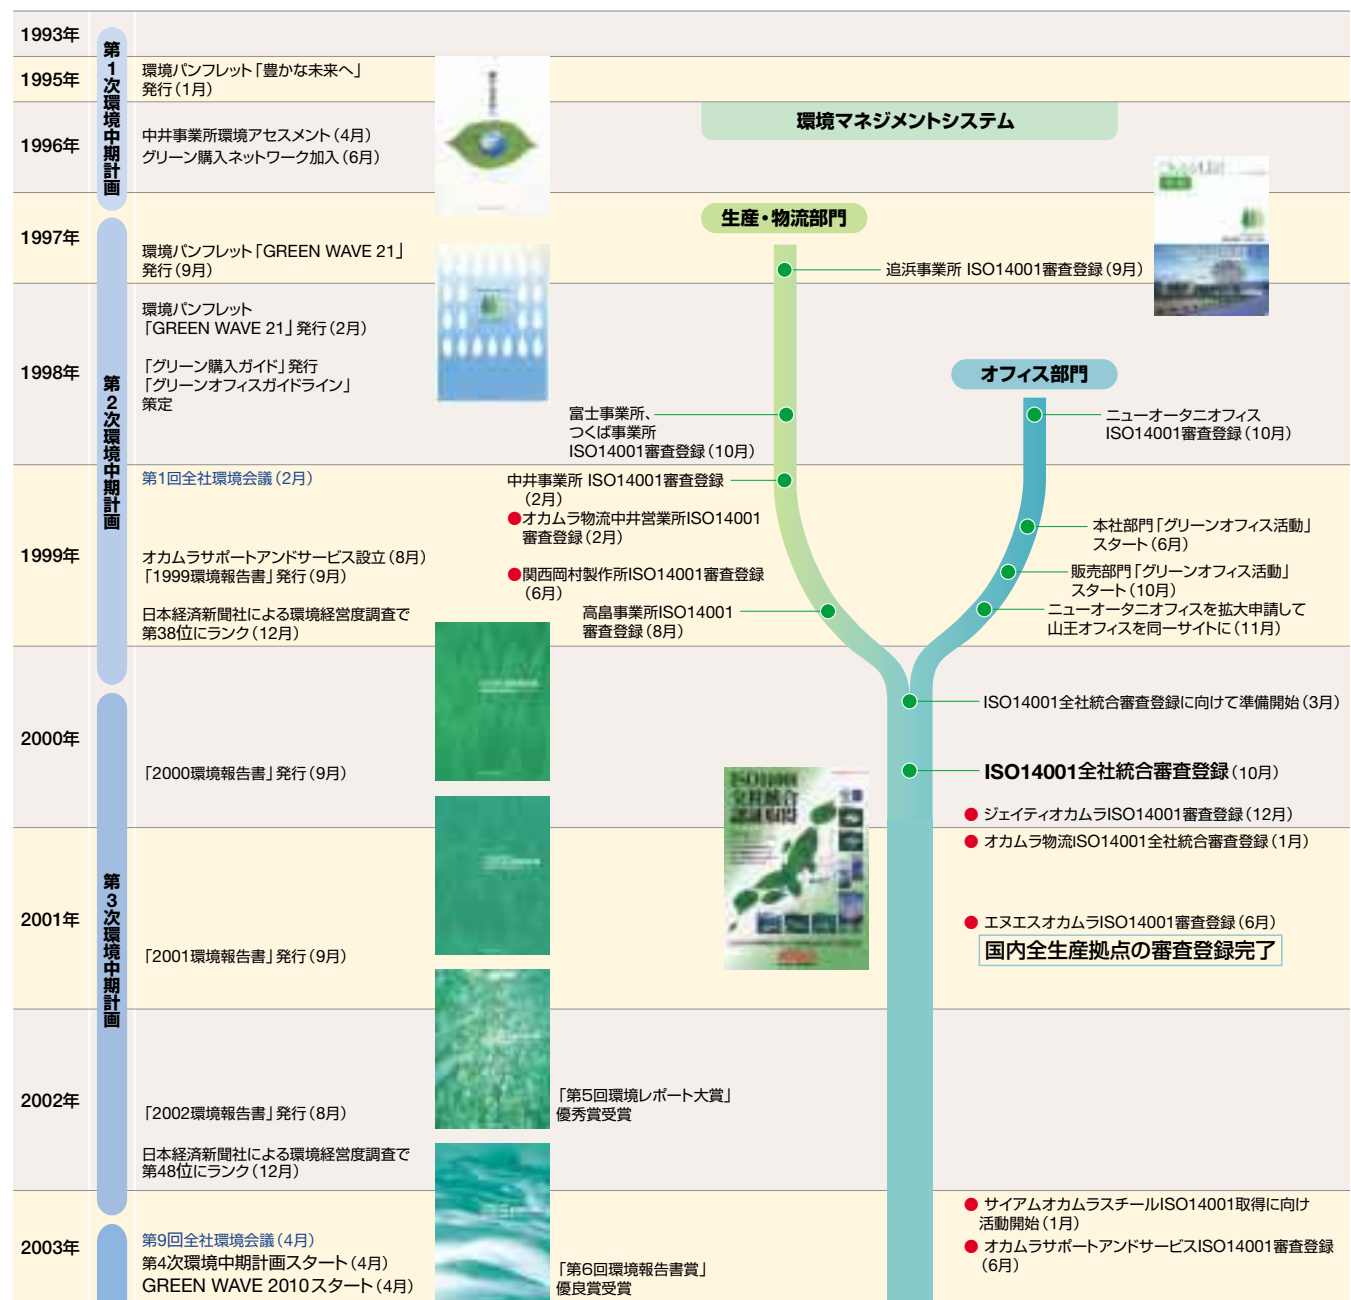 1993年
第1次環境中期計画
1995年
環境パンフレット「豊かな未来へ」
発行（1月）
1996年
中井事業所環境アセスメント（4月）
グリーン購入ネットワーク加入（6月）
環境マネジメントシステム
生産・物流部門
1997年
環境パンフレット「GREEN WAVE 21」
発行（9月）
追浜事業所 ISO14001審査登録（9月）
第2次環境中期計画
1998年
環境パンフレット
「GREEN WAVE 21」発行（2月）
「グリーン購入ガイド」発行
「グリーンオフィスガイドライン」
策定
オフィス部門
富士事業所、
つくば事業所
ISO14001審査登録（10月）
ニューオータニオフィス
ISO14001審査登録（10月）
1999年
第1回全社環境会議（2月）
オカムラサポートアンドサービス設立（8月）
「1999環境報告書」発行（9月）
日本経済新聞社による環境経営度調査で
第38位にランク（12月）
中井事業所 ISO14001審査登録
（2月）
●オカムラ物流中井営業所ISO14001
審査登録（2月）
●関西岡村製作所ISO14001審査登録
（6月）
高畠事業所ISO14001
審査登録（8月）
本社部門「グリーンオフィス活動」
スタート（6月）
販売部門「グリーンオフィス活動」
スタート（10月）
ニューオータニオフィスを拡大申請して
山王オフィスを同一サイトに（11月）
2000年
「2000環境報告書」発行（9月）
ISO14001全社統合審査登録に向けて準備開始（3月）
ISO14001全社統合審査登録（10月）
● ジェイティオカムラISO14001審査登録（12月）
ISO14001
全社統合
認証取得
第3次環境中期計画
2001年
「2001環境報告書」発行（9月）
● オカムラ物流ISO14001全社統合審査登録（1月）
● エヌエスオカムラISO14001審査登録（6月）
国内全生産拠点の審査登録完了
2002年
「2002環境報告書」発行（8月）
日本経済新聞社による環境経営度調査で
第48位にランク（12月）
「第5回環境レポート大賞」
優秀賞受賞
2003年
第9回全社環境会議（4月）
第4次環境中期計画スタート（4月）
GREEN WAVE 2010スタート（4月）
「第6回環境報告書賞」
優良賞受賞
● サイアムオカムラスチールISO14001取得に向け
活動開始（1月）
● オカムラサポートアンドサービスISO14001審査登録
（6月）